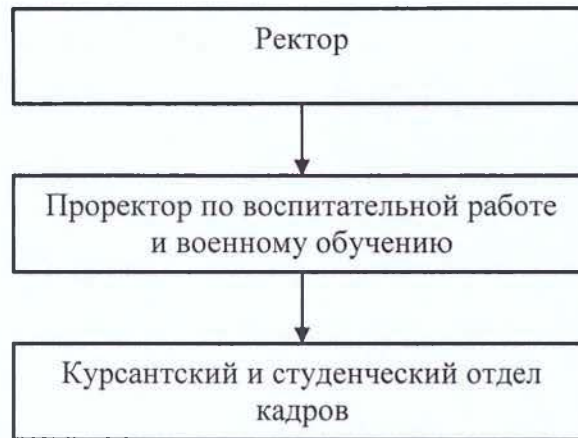 Ректор
Проректор по воспитательной работе
и военному обучению
Курсантский и студенческий отдел
кадров